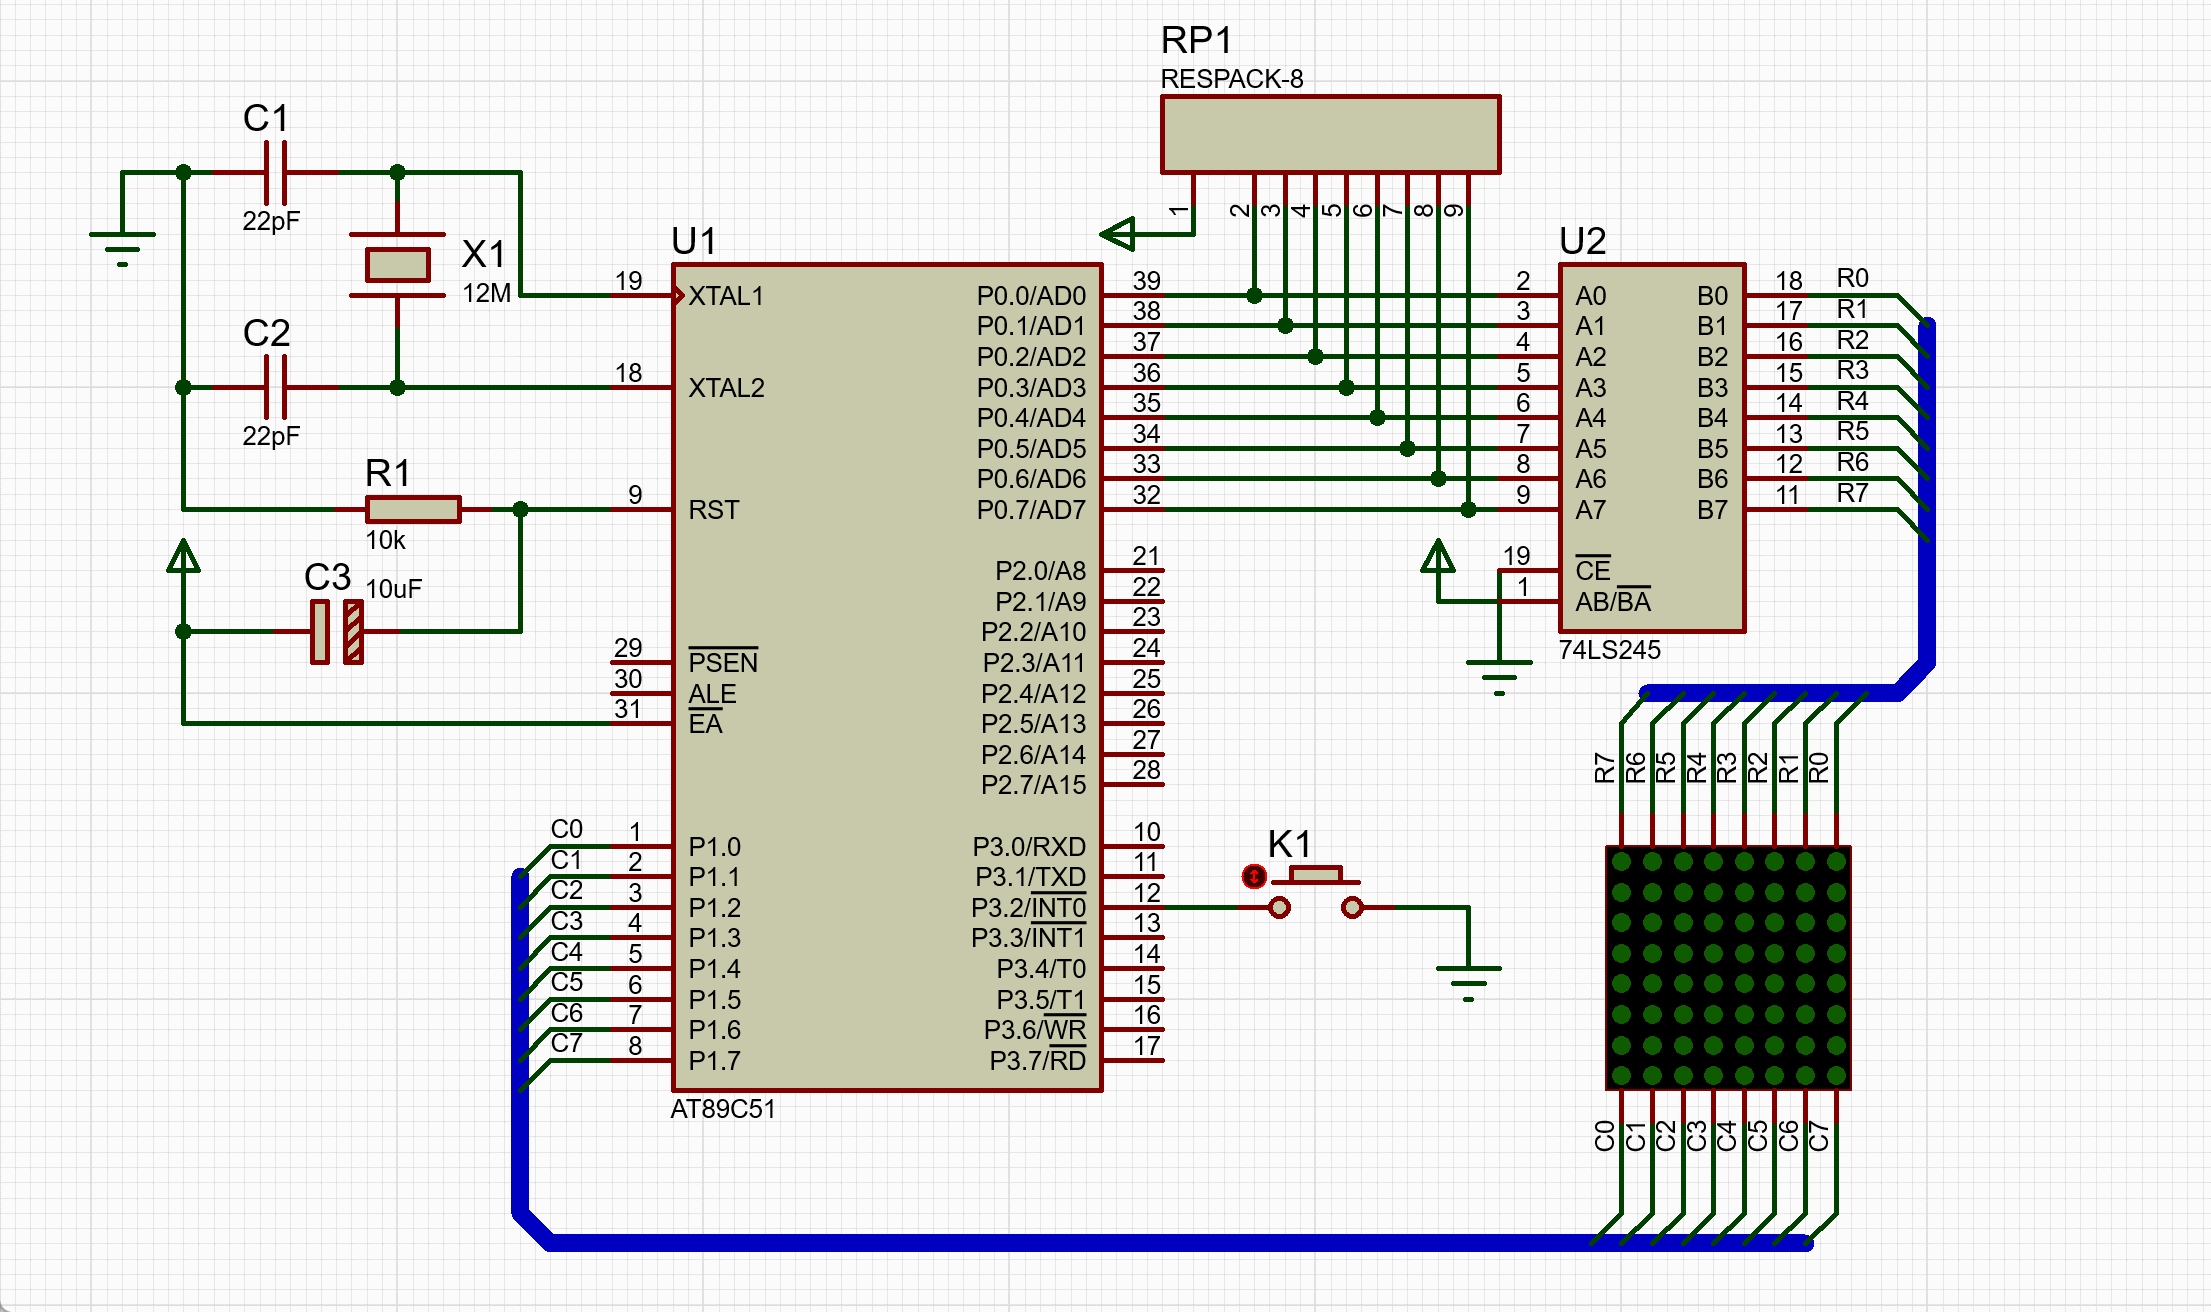 RP1
RESPACK-8
1 2 3 4 5 6 7 8 9
C1
22pF
X1
12M
C2
22pF
R1
10k
C3
10uF
U1
19 XTAL1
18 XTAL2
9 RST
29 PSEN
30 ALE
31 EA
C0 1 P1.0
C1 2 P1.1
C2 3 P1.2
C3 4 P1.3
C4 5 P1.4
C5 6 P1.5
C6 7 P1.6
C7 8 P1.7
P0.0/AD0 39
P0.1/AD1 38
P0.2/AD2 37
P0.3/AD3 36
P0.4/AD4 35
P0.5/AD5 34
P0.6/AD6 33
P0.7/AD7 32
P2.0/A8 21
P2.1/A9 22
P2.2/A10 23
P2.3/A11 24
P2.4/A12 25
P2.5/A13 26
P2.6/A14 27
P2.7/A15 28
P3.0/RXD 10
P3.1/TXD 11
P3.2/INT0 12
P3.3/INT1 13
P3.4/T0 14
P3.5/T1 15
P3.6/WR 16
P3.7/RD 17
AT89C51
K1
U2
2 A0 B0 18 R0
3 A1 B1 17 R1
4 A2 B2 16 R2
5 A3 B3 15 R3
6 A4 B4 14 R4
7 A5 B5 13 R5
8 A6 B6 12 R6
9 A7 B7 11 R7
19 CE
1 AB/BA
74LS245
R7 R6 R5 R4 R3 R2 R1 R0
C0 C1 C2 C3 C4 C5 C6 C7